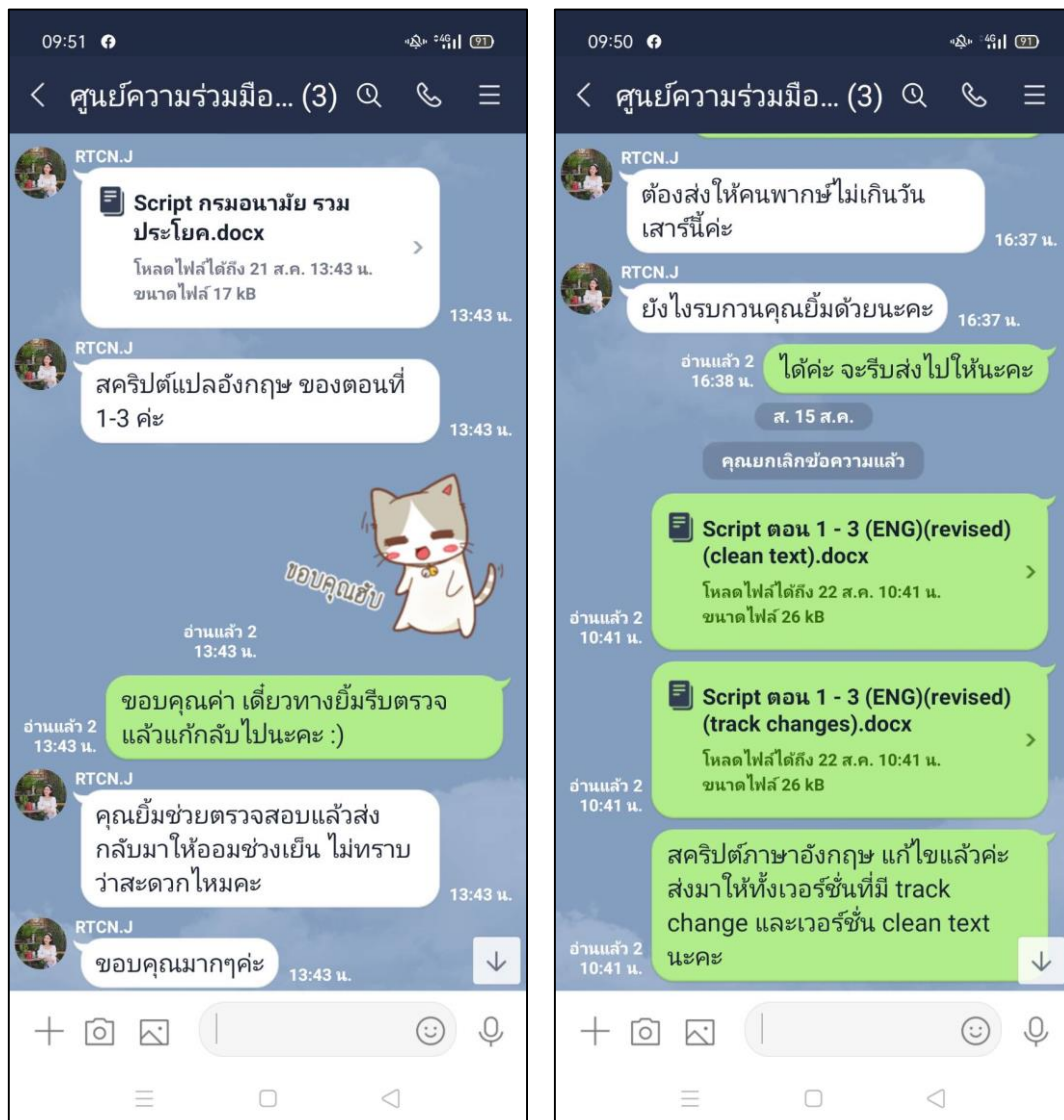 09:51
4G
91
ศูนย์ความร่วมมือ... (3)
RTCN.J
Script กรมอนามัย รวม
ประโยค.docx
โหลดไฟล์ได้ถึง 21 ส.ค. 13:43 น.
ขนาดไฟล์ 17 kB
13:43 น.
RTCN.J
สคริปต์แปลอังกฤษ ของตอนที่
1-3 ค่ะ
13:43 น.
ขอบคุณฮับ
อ่านแล้ว 2
13:43 น.
ขอบคุณค่า เดี๋ยวทางยิ้มรีบตรวจ
แล้วแก้กลับไปนะคะ :)
อ่านแล้ว 2
13:43 น.
RTCN.J
คุณยิ้มช่วยตรวจสอบแล้วส่ง
กลับมาให้ออมช่วงเย็น ไม่ทราบ
ว่าสะดวกไหมคะ
13:43 น.
RTCN.J
ขอบคุณมากๆค่ะ
13:43 น.
09:50
4G
91
ศูนย์ความร่วมมือ... (3)
RTCN.J
ต้องส่งให้คนพากษ์ไม่เกินวัน
เสาร์นี้ค่ะ
16:37 น.
RTCN.J
ยังไงรบกวนคุณยิ้มด้วยนะคะ
16:37 น.
อ่านแล้ว 2
16:38 น.
ได้ค่ะ จะรีบส่งไปให้นะคะ
ส. 15 ส.ค.
คุณยกเลิกข้อความแล้ว
Script ตอน 1 - 3 (ENG)(revised)
(clean text).docx
โหลดไฟล์ได้ถึง 22 ส.ค. 10:41 น.
ขนาดไฟล์ 26 kB
อ่านแล้ว 2
10:41 น.
Script ตอน 1 - 3 (ENG)(revised)
(track changes).docx
โหลดไฟล์ได้ถึง 22 ส.ค. 10:41 น.
ขนาดไฟล์ 26 kB
อ่านแล้ว 2
10:41 น.
สคริปต์ภาษาอังกฤษ แก้ไขแล้วค่ะ
ส่งมาให้ทั้งเวอร์ชั่นที่มี track
change และเวอร์ชั่น clean text
นะคะ
อ่านแล้ว 2
10:41 น.